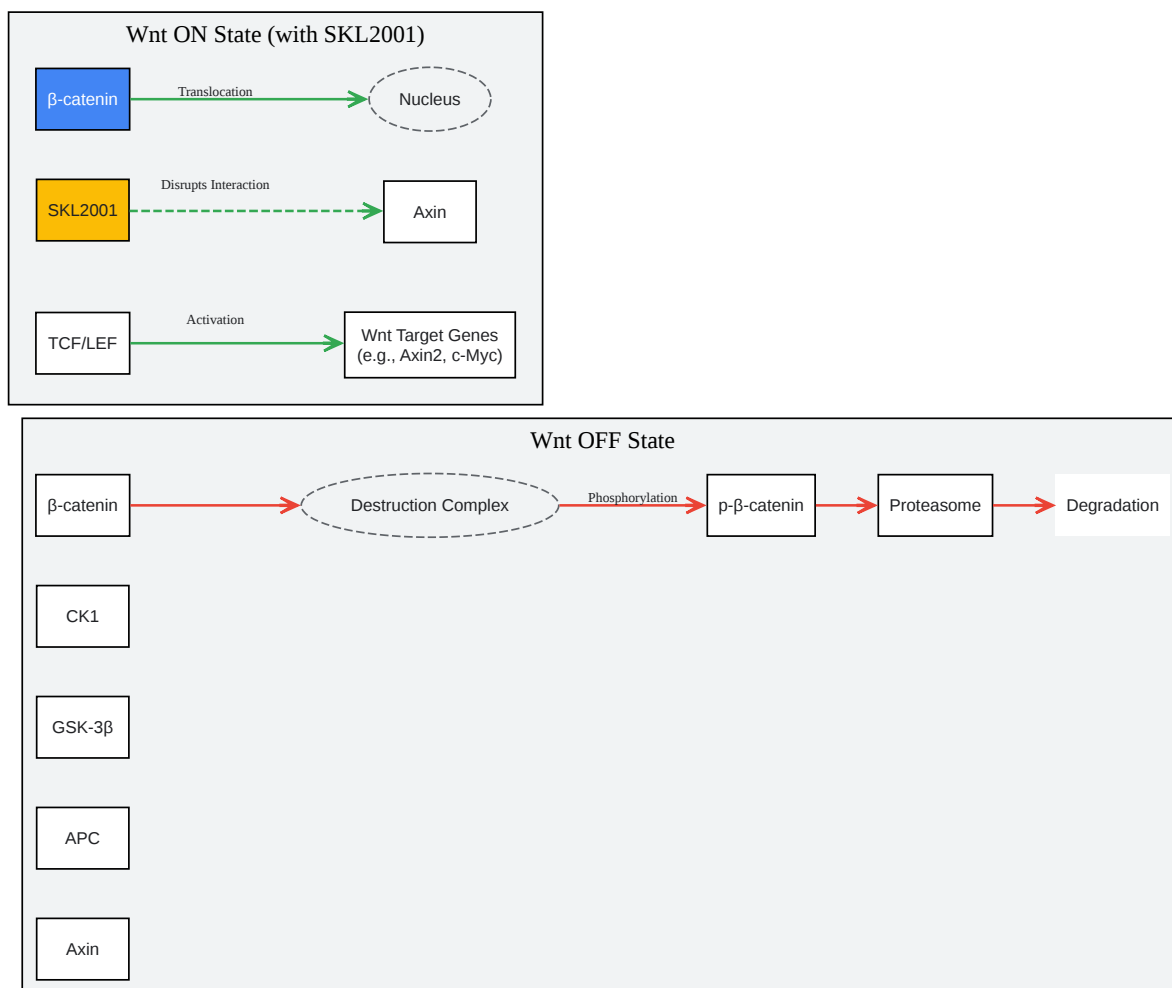 Wnt ON State (with SKL2001)
β-catenin
Translocation
Nucleus
SKL2001
Disrupts Interaction
Axin
TCF/LEF
Activation
Wnt Target Genes
(e.g., Axin2, c-Myc)
Wnt OFF State
β-catenin
Destruction Complex
Phosphorylation
p-β-catenin
Proteasome
Degradation
CK1
GSK-3β
APC
Axin